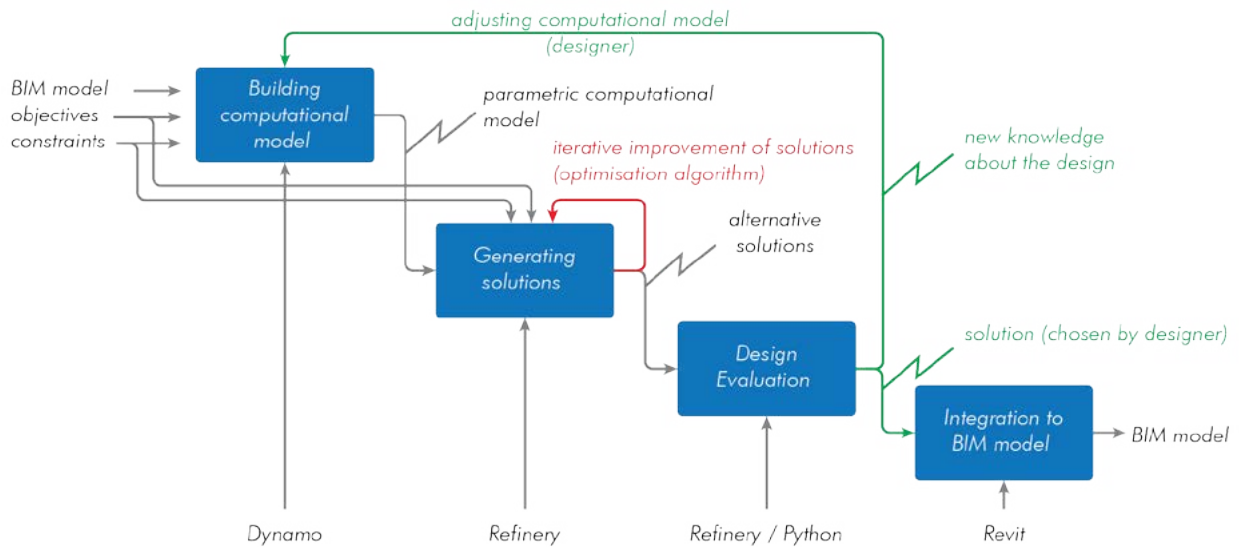 adjusting computational model
(designer)
BIM model
objectives
constraints
Building
computational
model
parametric computational
model
iterative improvement of solutions
(optimisation algorithm)
new knowledge
about the design
Generating
solutions
alternative
solutions
Design
Evaluation
solution (chosen by designer)
Integration to
BIM model
BIM model
Dynamo
Refinery
Refinery / Python
Revit